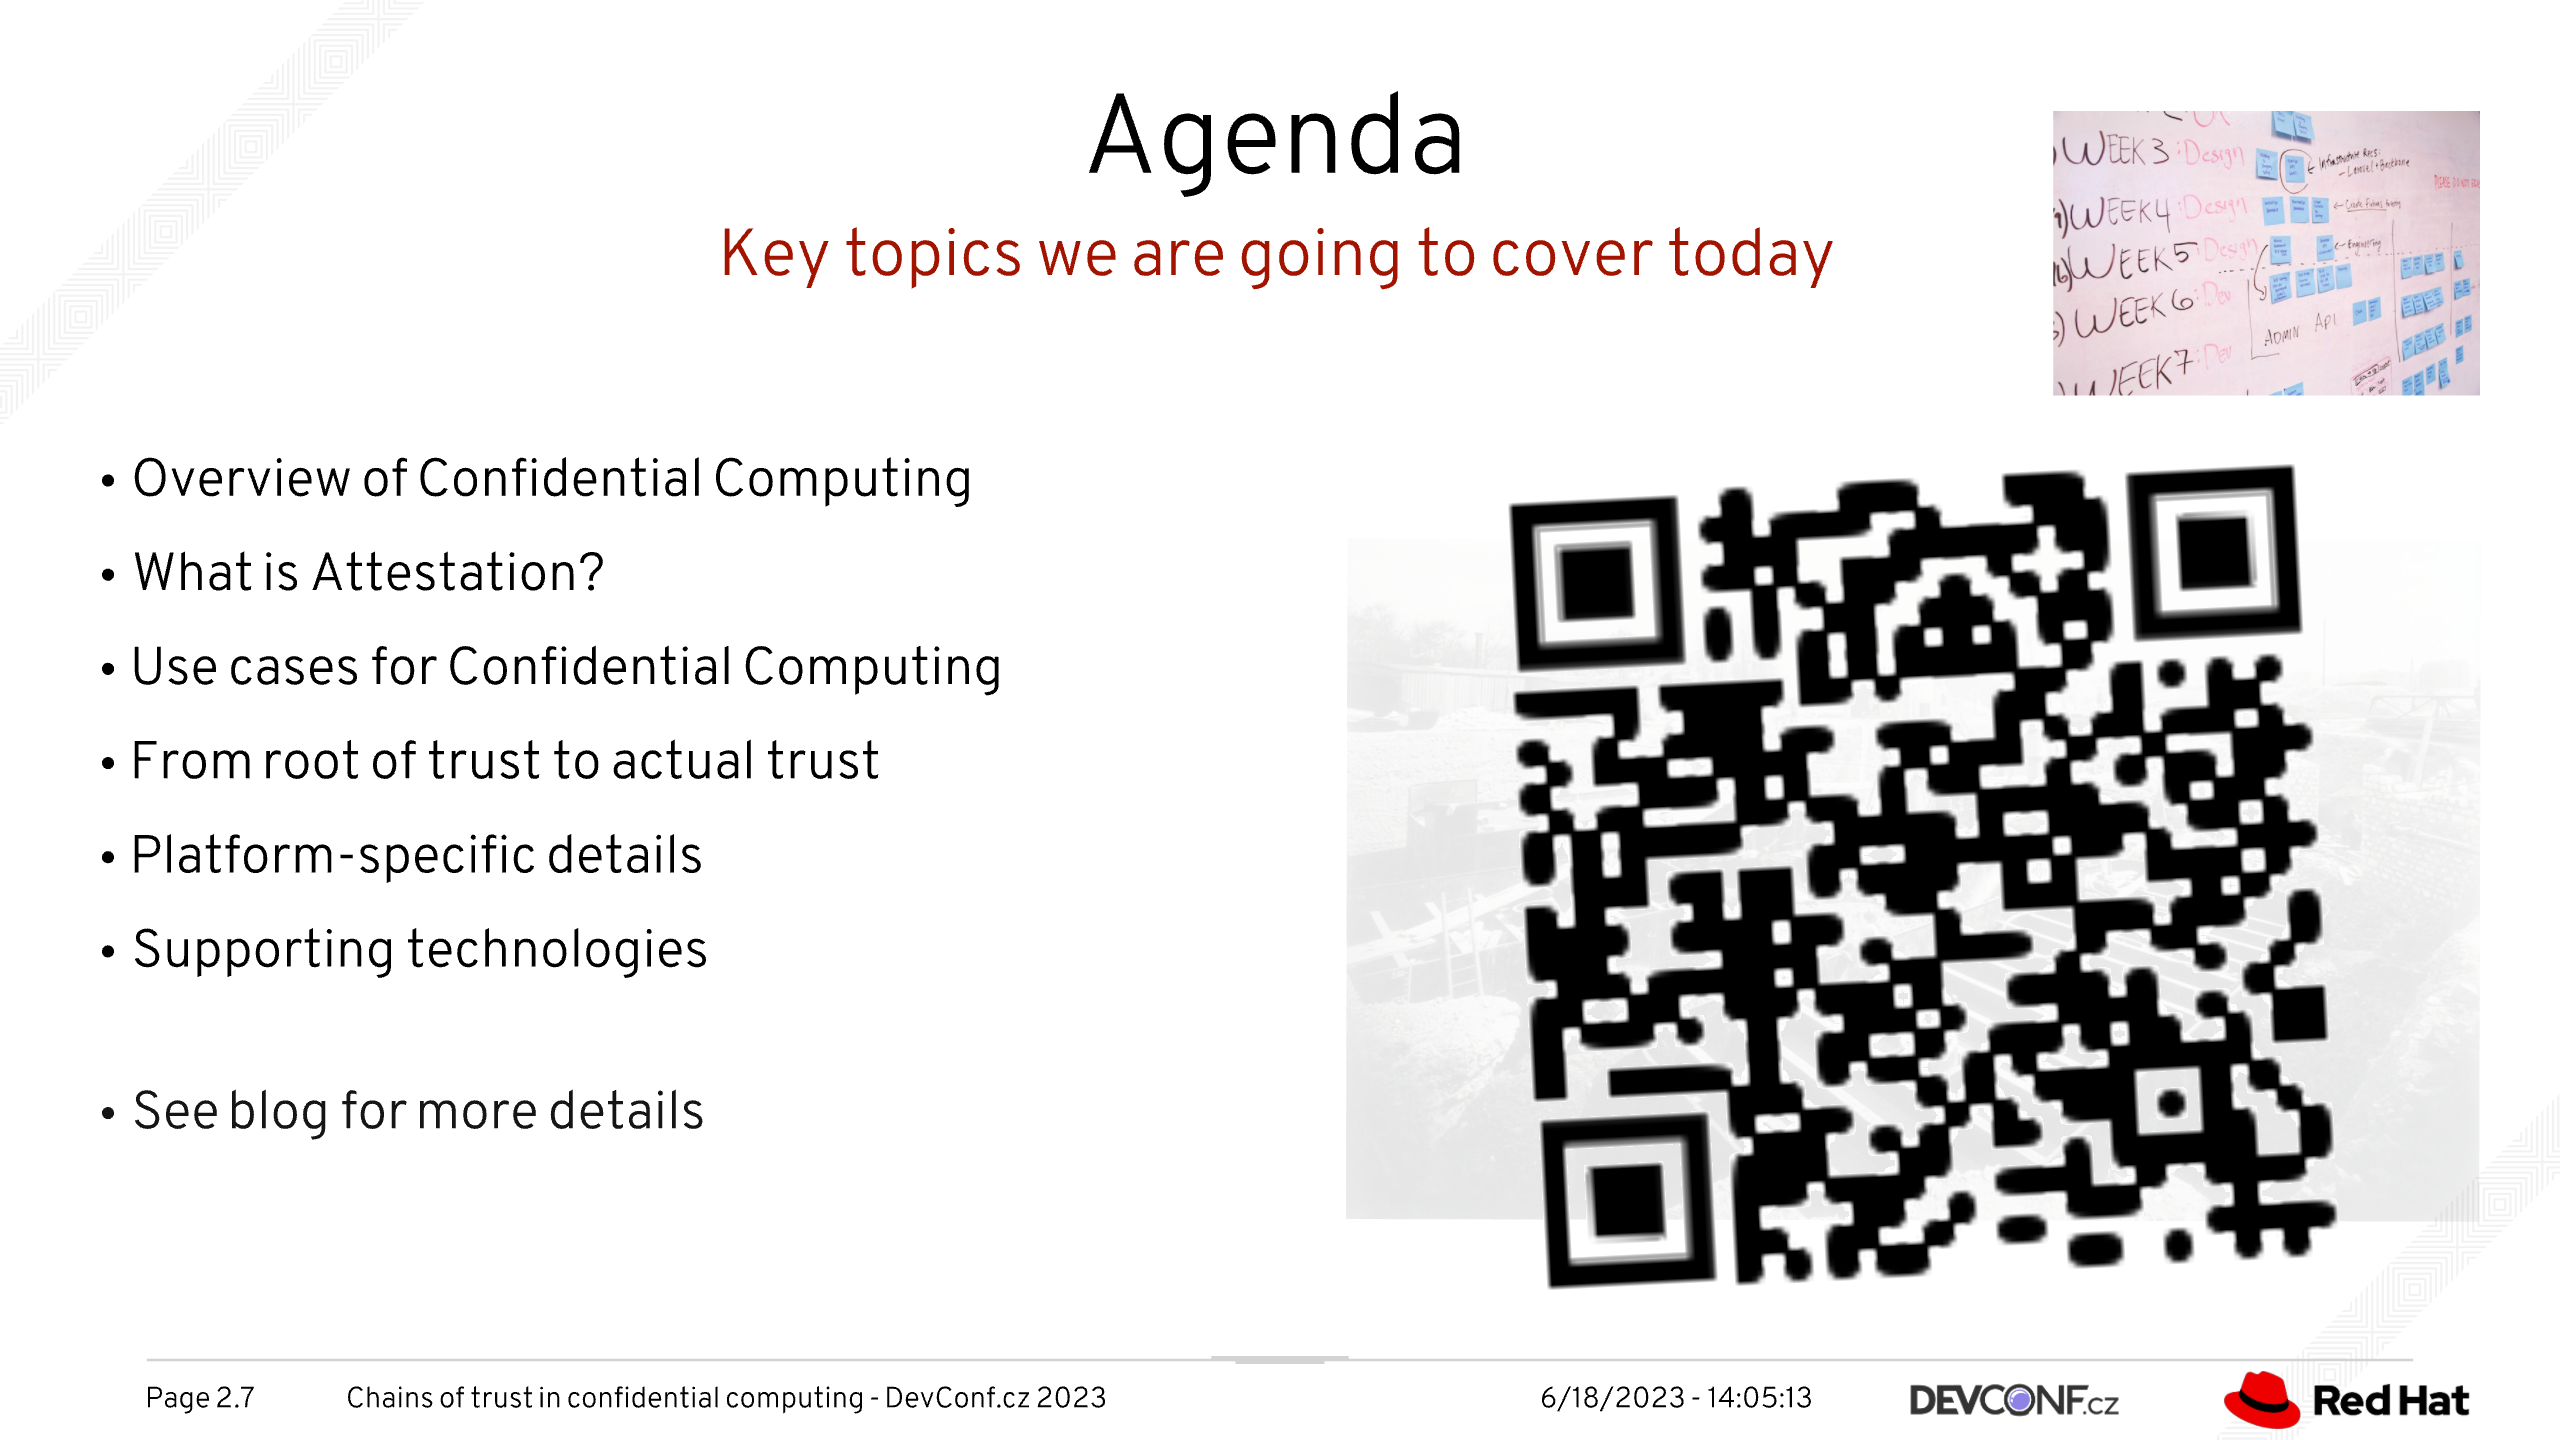 Agenda
Key topics we are going to cover today
WEEK 3 : Design
Infrastructure Recs:
WEEK 4 : Design
WEEK 5 : Design
Engineering
WEEK 6 : Dev
ADMIN API
WEEK 7 : Dev
• Overview of Confidential Computing
• What is Attestation?
• Use cases for Confidential Computing
• From root of trust to actual trust
• Platform-specific details
• Supporting technologies
• See blog for more details
Page 2.7 Chains of trust in confidential computing - DevConf.cz 2023 6/18/2023 - 14:05:13 DEVCONF.cz Red Hat